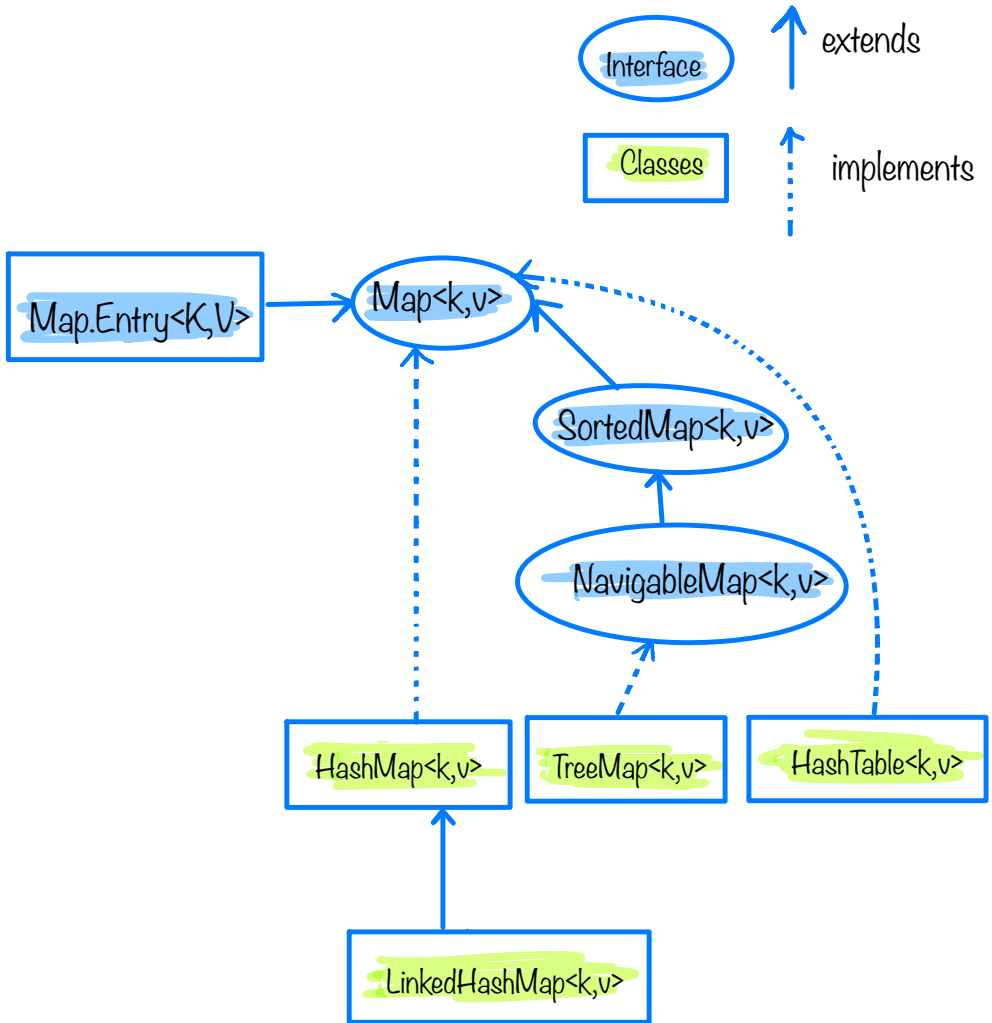 Interface
extends
Classes
implements
Map.Entry<K,V>
Map<k,v>
SortedMap<k,v>
NavigableMap<k,v>
HashMap<k,v>
TreeMap<k,v>
HashTable<k,v>
LinkedHashMap<k,v>